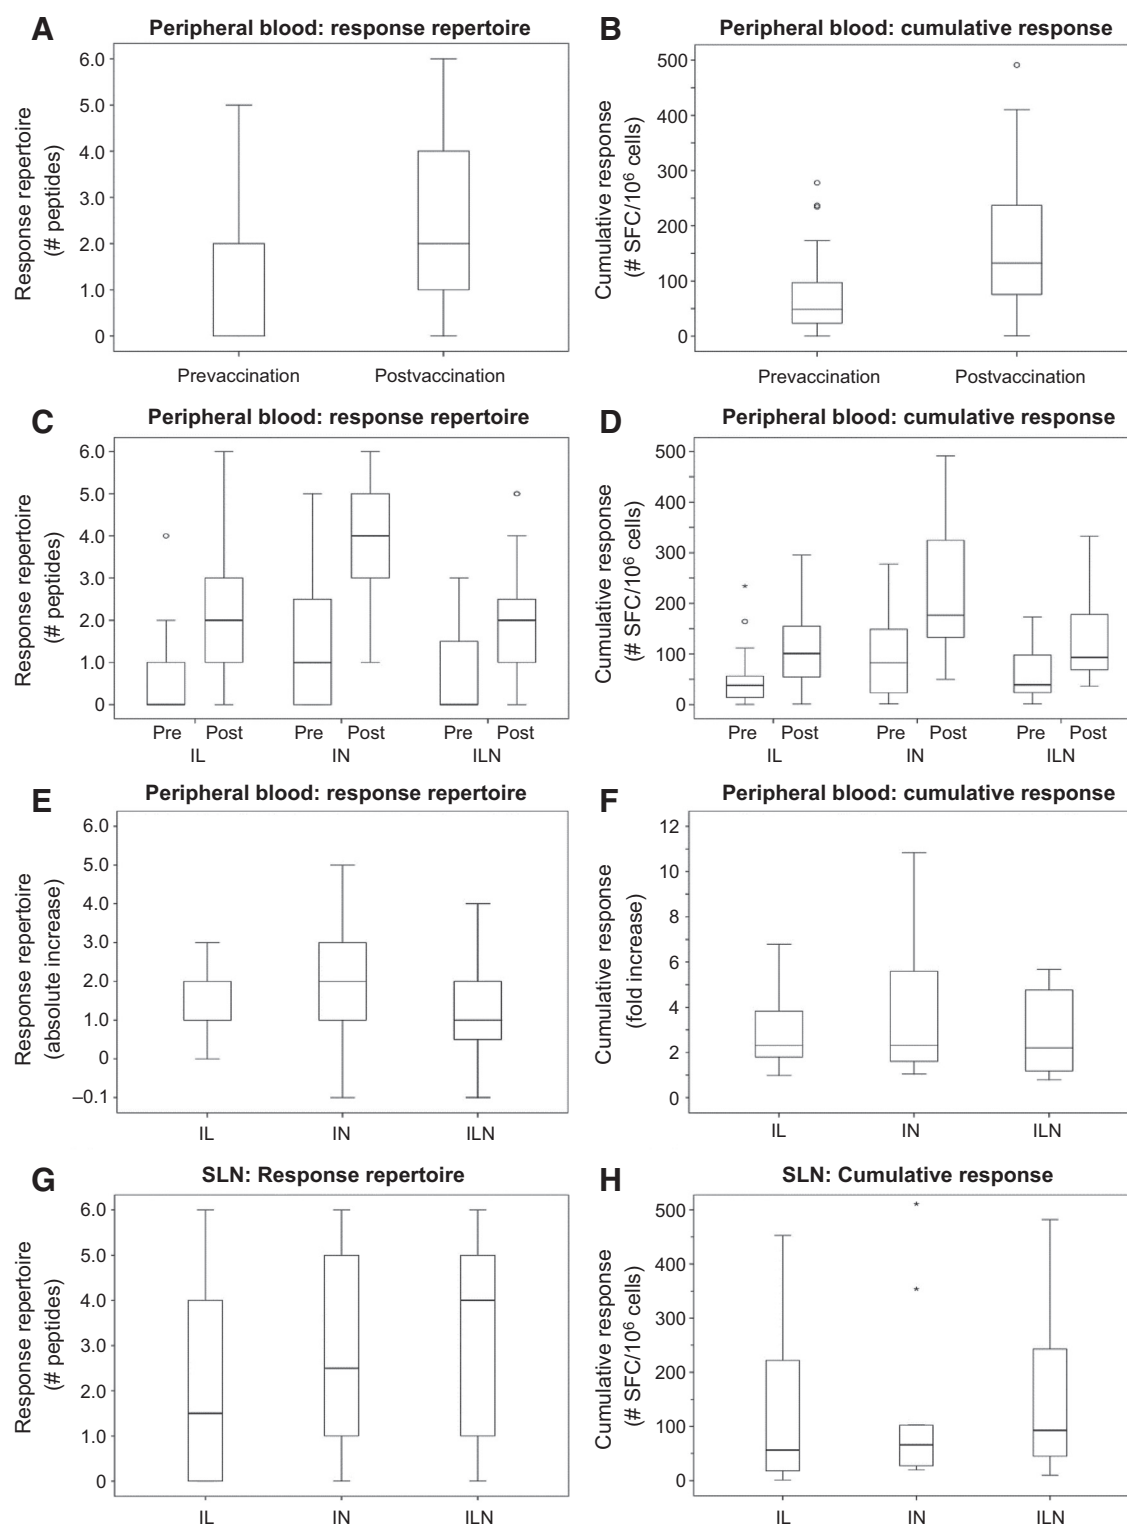 A
Peripheral blood: response repertoire
Response repertoire
(# peptides)
6.0
5.0
4.0
3.0
2.0
1.0
0
Prevaccination Postvaccination
B
Peripheral blood: cumulative response
Cumulative response
(# SFC/10⁶ cells)
500
400
300
200
100
0
Prevaccination Postvaccination
C
Peripheral blood: response repertoire
Response repertoire
(# peptides)
6.0
5.0
4.0
3.0
2.0
1.0
0
Pre Post Pre Post Pre Post
IL IN ILN
D
Peripheral blood: cumulative response
Cumulative response
(# SFC/10⁶ cells)
500
400
300
200
100
0
Pre Post Pre Post Pre Post
IL IN ILN
E
Peripheral blood: response repertoire
Response repertoire
(absolute increase)
6.0
5.0
4.0
3.0
2.0
1.0
0
–0.1
IL IN ILN
F
Peripheral blood: cumulative response
Cumulative response
(fold increase)
12
10
8
6
4
2
0
IL IN ILN
G
SLN: Response repertoire
Response repertoire
(# peptides)
6.0
5.0
4.0
3.0
2.0
1.0
0
IL IN ILN
H
SLN: Cumulative response
Cumulative response
(# SFC/10⁶ cells)
500
400
300
200
100
0
IL IN ILN